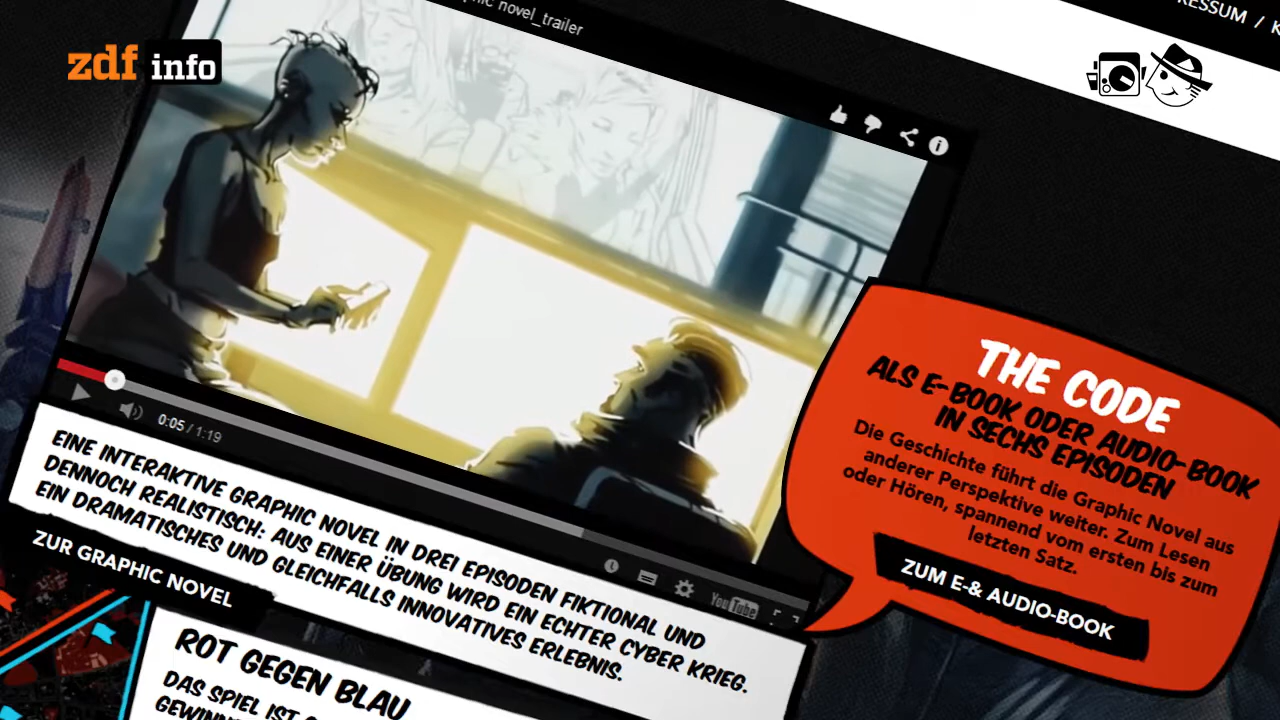 zdf info
novel_trailer
0:05 / 1:19
YouTube
EINE INTERAKTIVE GRAPHIC NOVEL IN DREI EPISODEN FIKTIONAL UND
DENNOCH REALISTISCH: AUS EINER ÜBUNG WIRD EIN ECHTER CYBER KRIEG.
EIN DRAMATISCHES UND GLEICHFALLS INNOVATIVES ERLEBNIS.
ZUR GRAPHIC NOVEL
THE CODE
ALS E-BOOK ODER AUDIO-BOOK
IN SECHS EPISODEN
Die Geschichte führt die Graphic Novel aus
anderer Perspektive weiter. Zum Lesen
oder Hören, spannend vom ersten bis zum
letzten Satz.
ZUM E-& AUDIO-BOOK
ROT GEGEN BLAU
DAS SPIEL IST